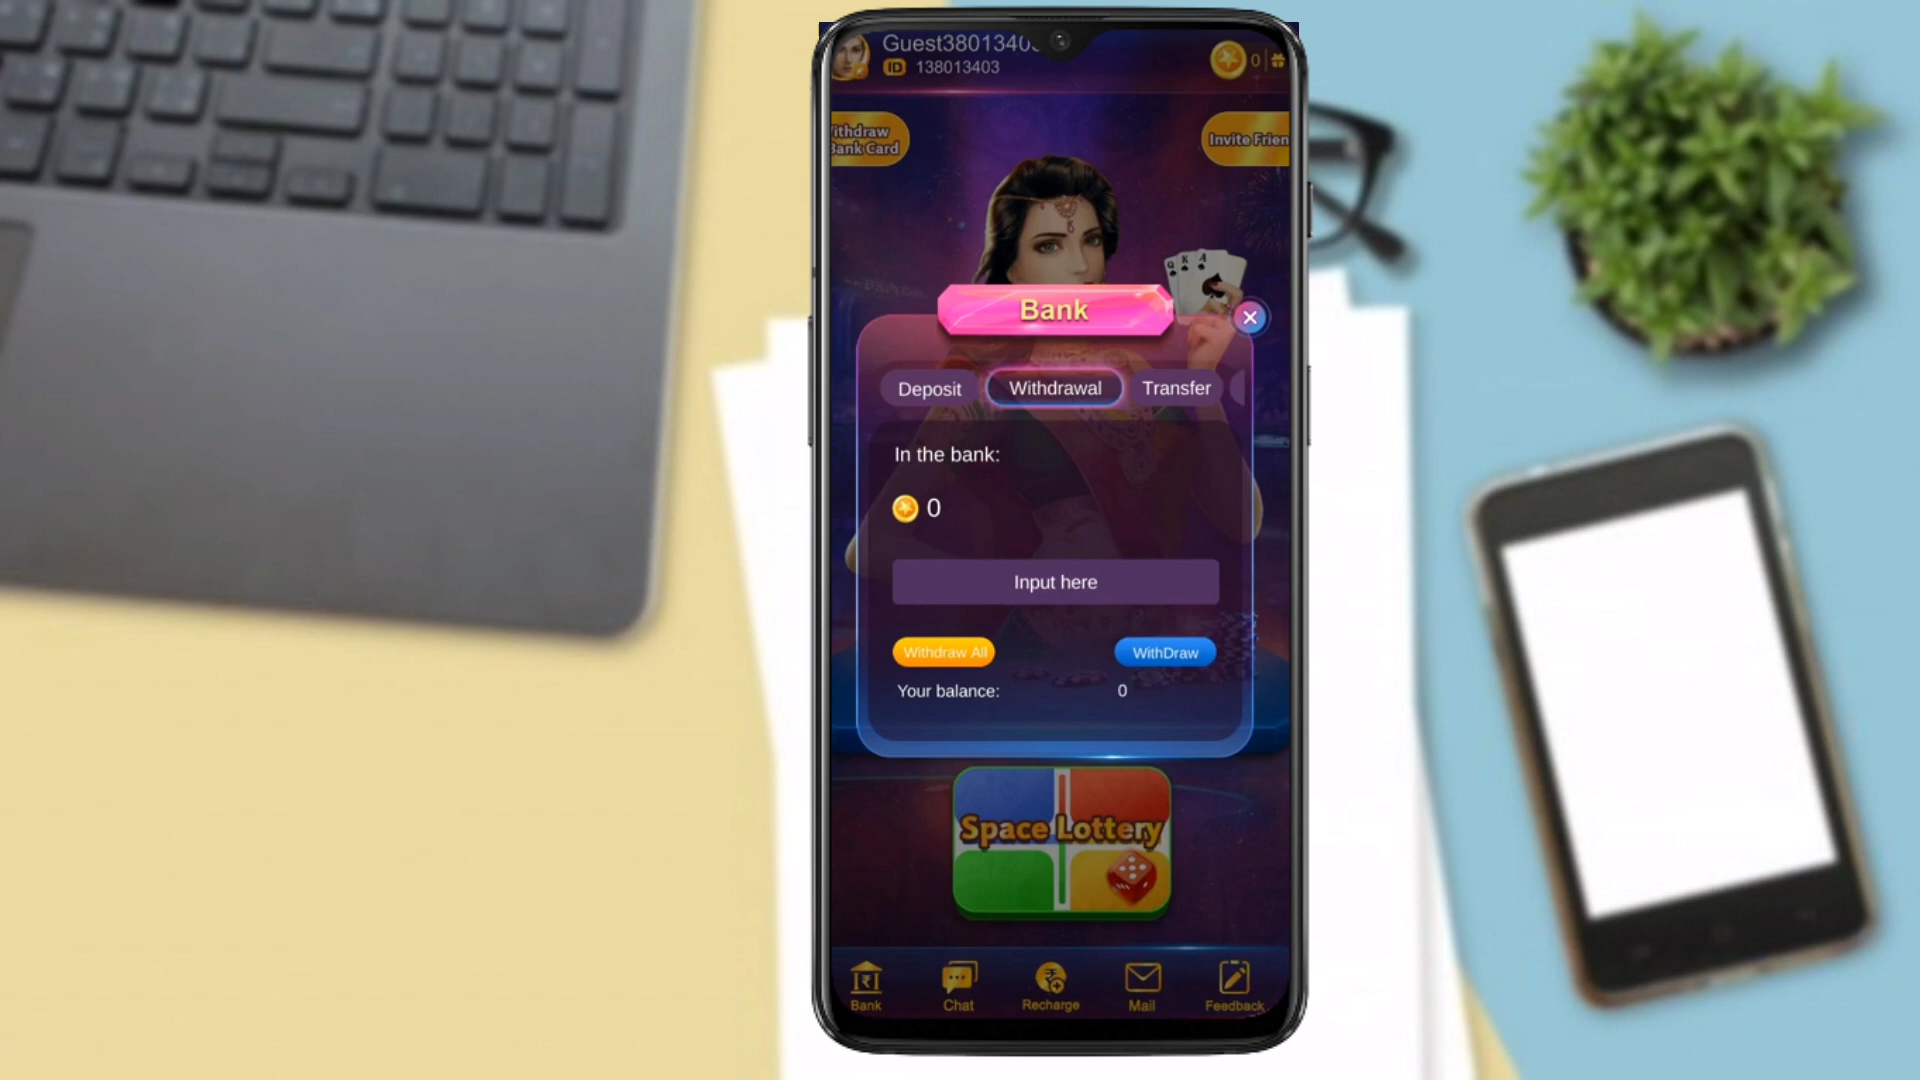 Guest3801340
ID 138013403
0
ithdraw
Bank Card
Invite Frien
Q K A
Bank
Deposit
Withdrawal
Transfer
In the bank:
0
Input here
Withdraw All
WithDraw
Your balance:
0
Space Lottery
Bank
Chat
Recharge
Mail
Feedback